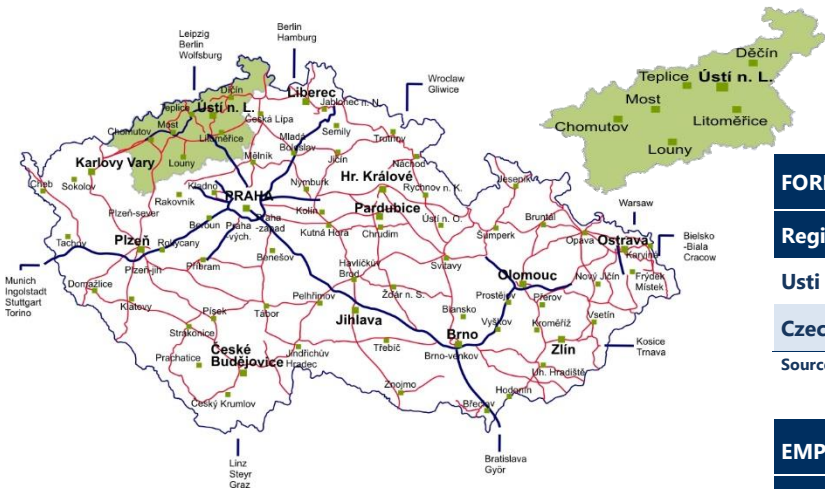 Leipzig
Berlin
Wolfsburg
Berlin
Hamburg
Wroclaw
Gliwice
Děčín
Teplice
Ústí n. L.
Most
Chomutov
Litoměřice
Louny
Děčín
Liberec
Jablonec n. N.
Teplice
Ústí n. L.
Česká Lípa
Most
Semily
Chomutov
Litoměřice
Mladá
Boleslav
Trutnov
Jičín
Louny
Mělník
Náchod
Karlovy Vary
Hr. Králové
Cheb
Sokolov
Kladno
Nymburk
Rychnov n. K.
Jeseník
Rakovník
PRAHA
Kolín
Pardubice
Warsaw
Plzeň-sever
Beroun
Praha
-vých.
Praha
-západ
Kutná Hora
Chrudim
Ústí n. O.
Šumperk
Bruntál
Opava
Ostrava
Bielsko
-Biala
Cracow
Karviná
Tachov
Plzeň
Rokycany
Benešov
Havlíčkův
Brod
Svitavy
Olomouc
Nový Jičín
Frýdek
Místek
Munich
Ingolstadt
Stuttgart
Torino
Plzeň-jih
Příbram
Domažlice
Pelhřimov
Žďár n. S.
Prostějov
Přerov
Klatovy
Písek
Tábor
Jihlava
Blansko
Vyškov
Kroměříž
Vsetín
Strakonice
Brno
Zlín
Kosice
Trnava
Prachatice
České
Budějovice
Jindřichův
Hradec
Třebíč
Brno-venkov
Uh. Hradiště
Znojmo
Hodonín
Český Krumlov
Břeclav
Linz
Steyr
Graz
Bratislava
Györ
FORE
Regi
Usti
Czec
Source
EMP